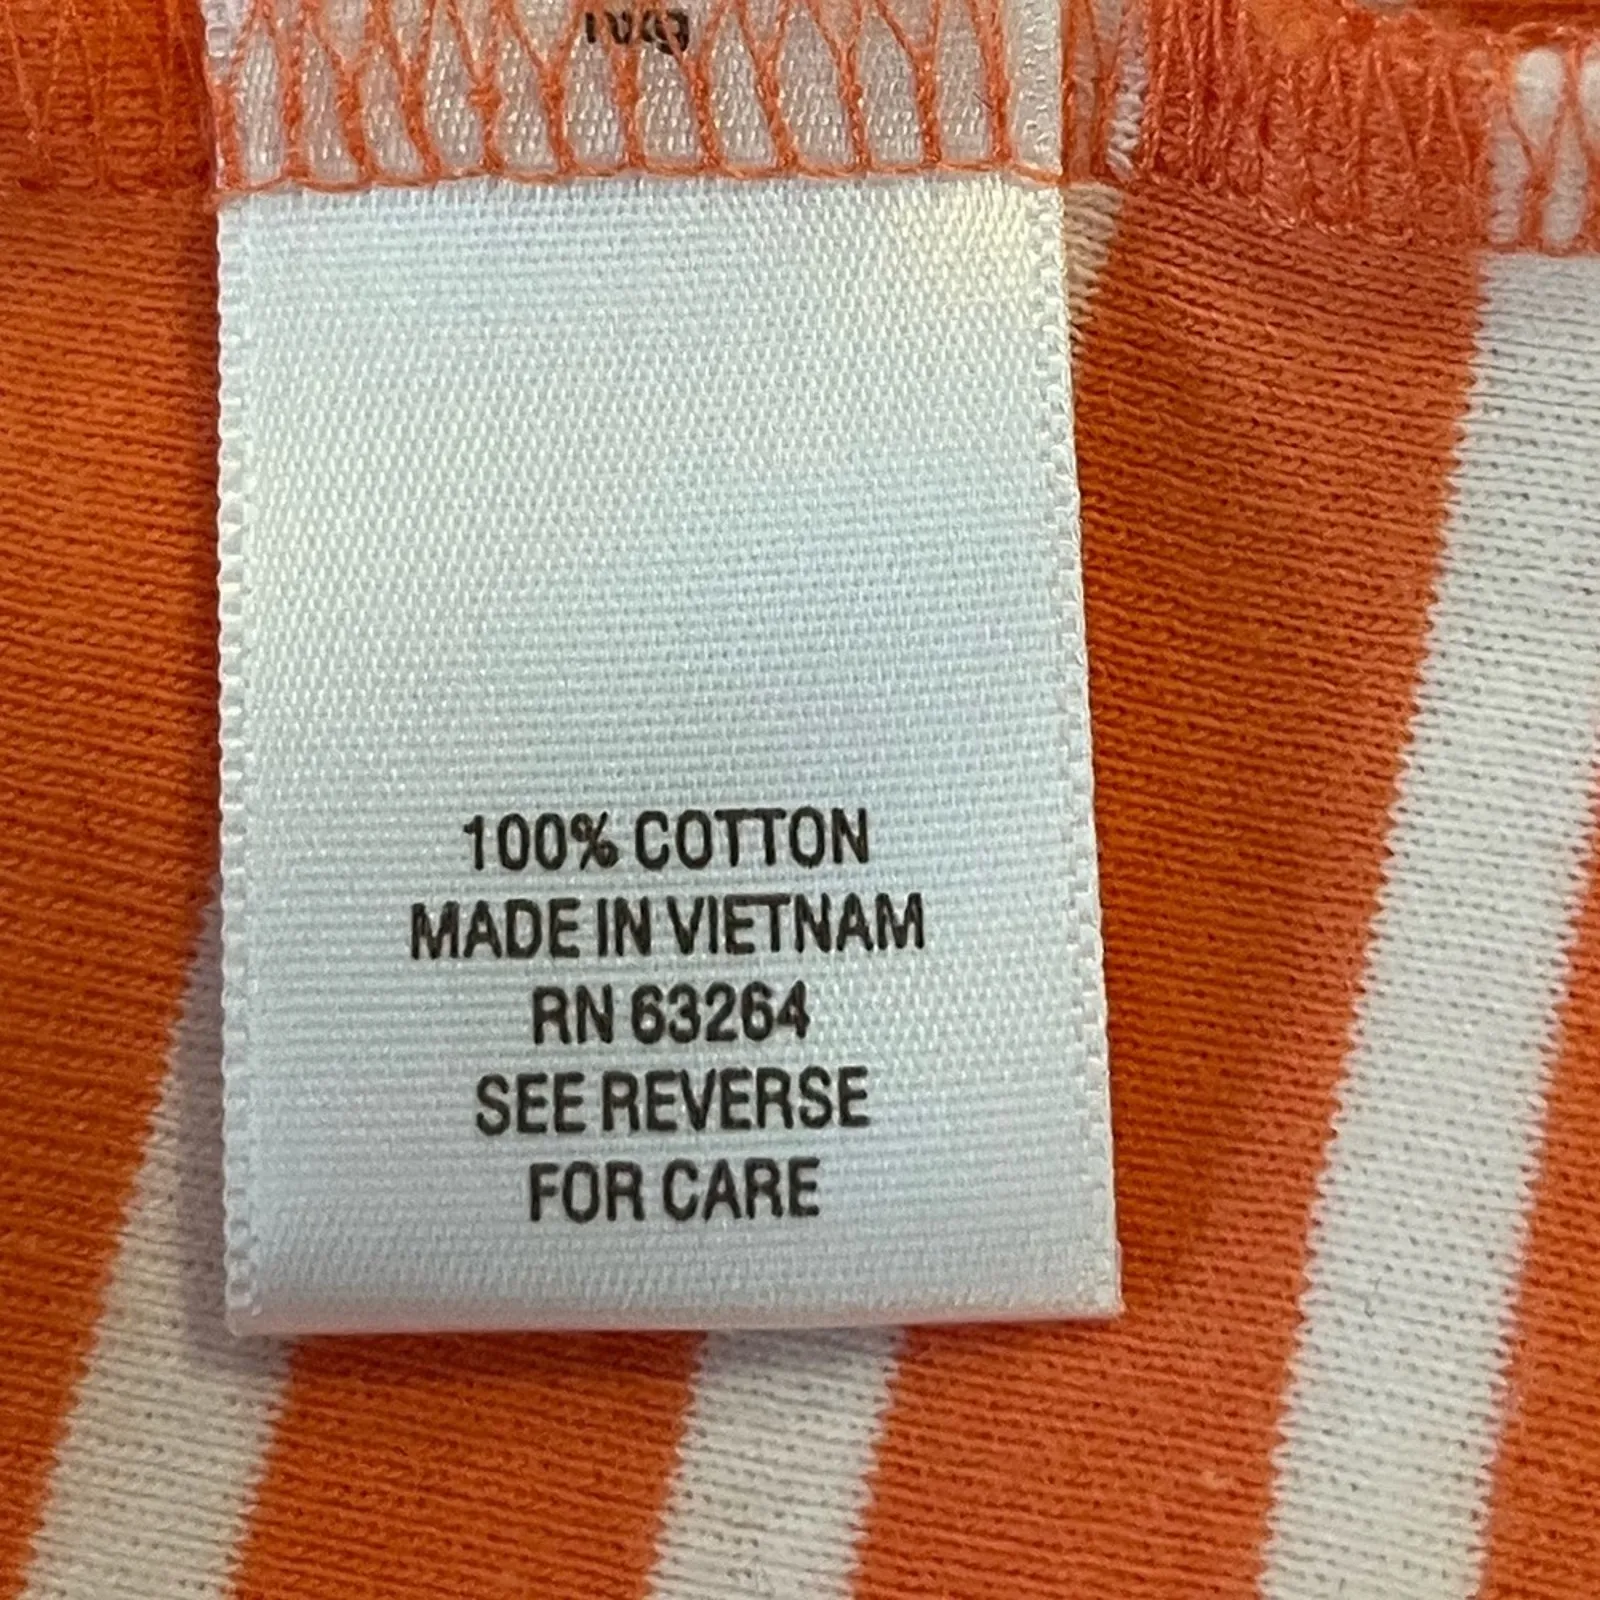 100% COTTON
MADE IN VIETNAM
RN 63264
SEE REVERSE
FOR CARE